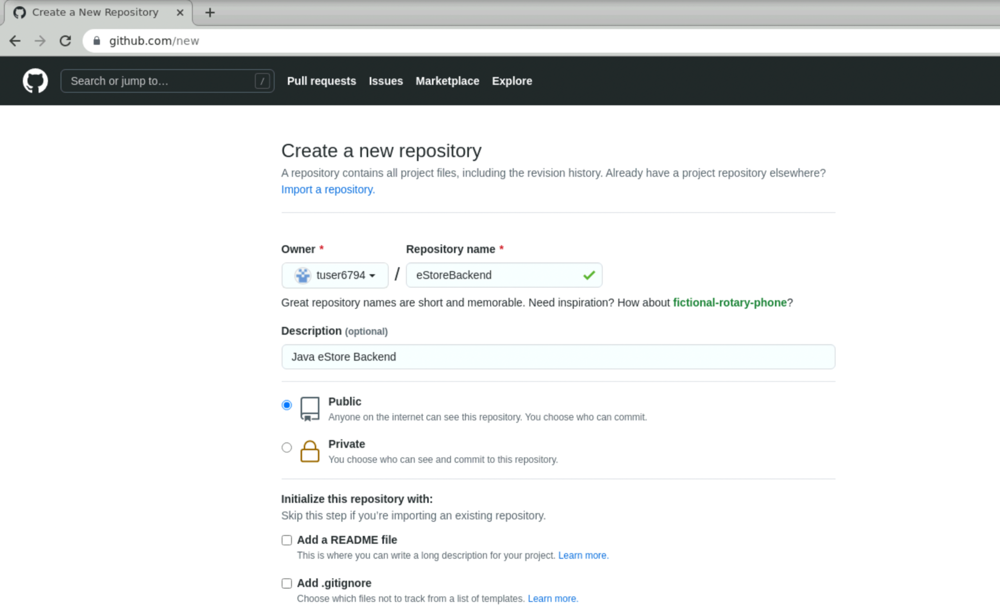 Create a New Repository
github.com/new
Search or jump to… / Pull requests Issues Marketplace Explore
Create a new repository
A repository contains all project files, including the revision history. Already have a project repository elsewhere?
Import a repository.
Owner * Repository name *
tuser6794 / eStoreBackend
Great repository names are short and memorable. Need inspiration? How about fictional-rotary-phone?
Description (optional)
Java eStore Backend
Public
Anyone on the internet can see this repository. You choose who can commit.
Private
You choose who can see and commit to this repository.
Initialize this repository with:
Skip this step if you’re importing an existing repository.
Add a README file
This is where you can write a long description for your project. Learn more.
Add .gitignore
Choose which files not to track from a list of templates. Learn more.